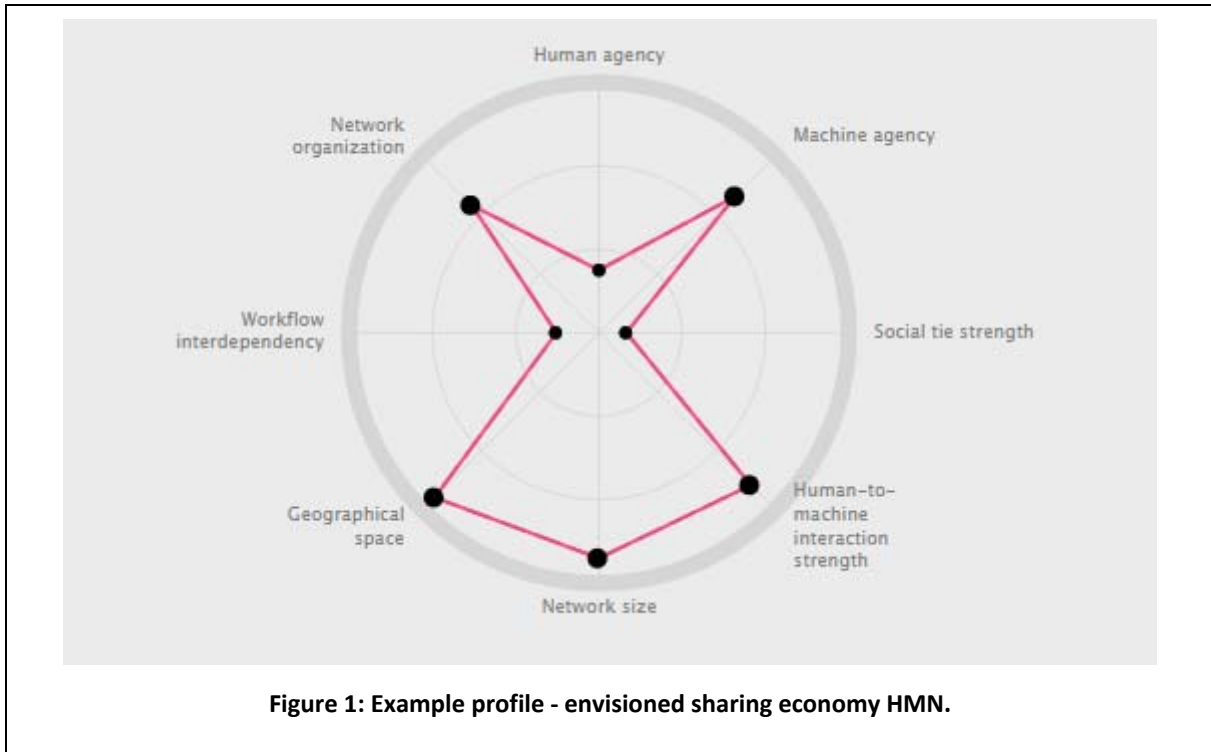 Human agency
Network
organization
Machine agency
Workflow
interdependency
Social tie strength
Geographical
space
Human-to-
machine
interaction
strength
Network size
Figure 1: Example profile - envisioned sharing economy HMN.